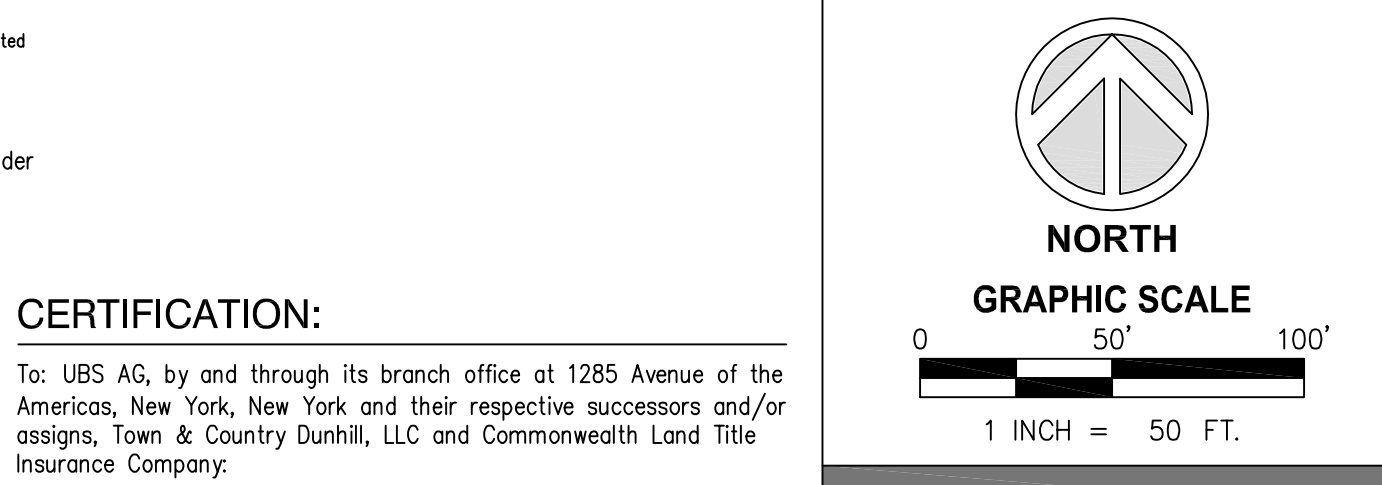 ted
der
CERTIFICATION:
To: UBS AG, by and through its branch office at 1285 Avenue of the
Americas, New York, New York and their respective successors and/or
assigns, Town & Country Dunhill, LLC and Commonwealth Land Title
Insurance Company:
NORTH
GRAPHIC SCALE
0 50' 100'
1 INCH = 50 FT.